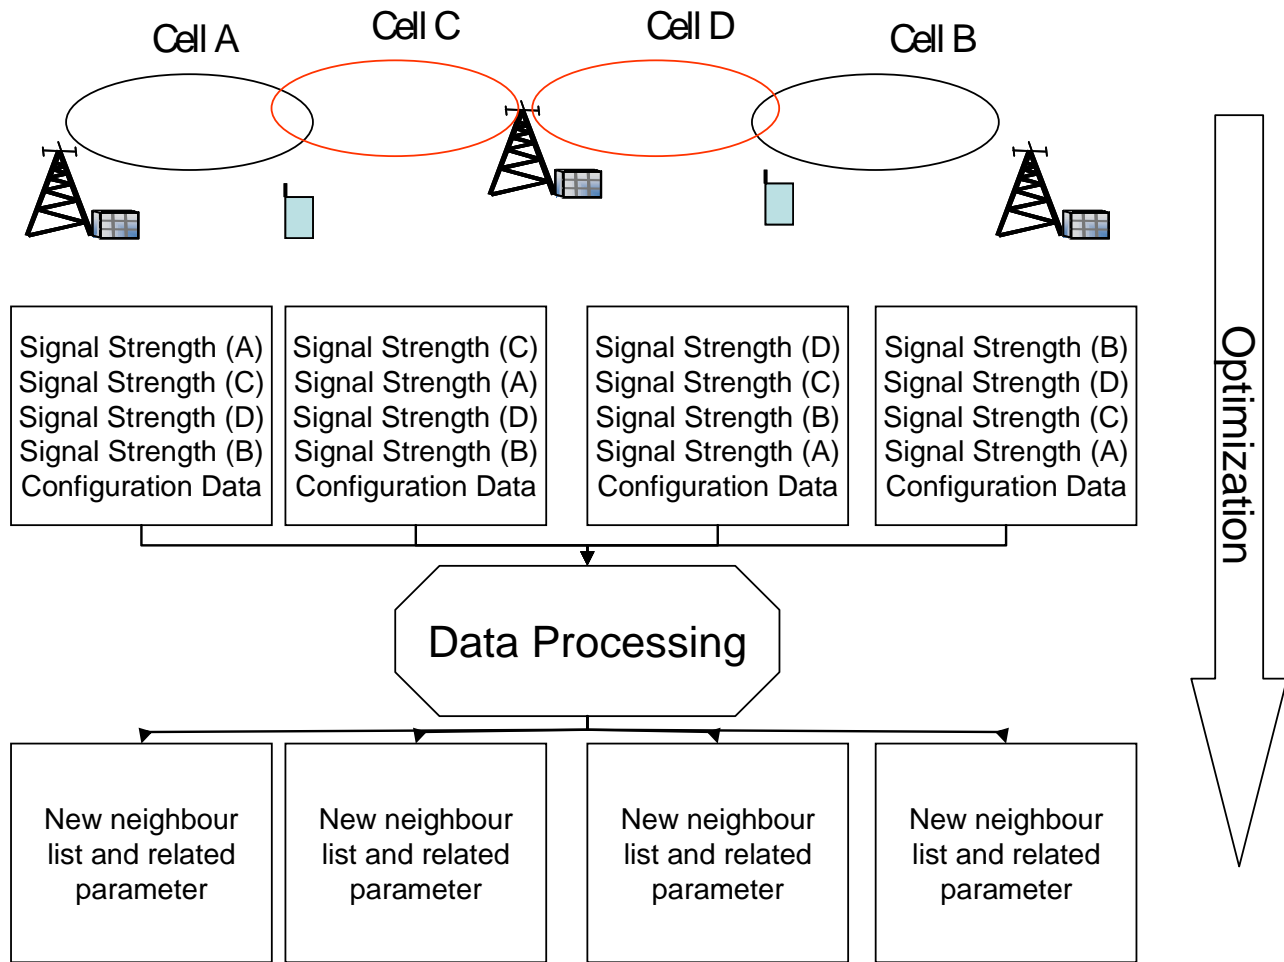 Cell A
Cell C
Cell D
Cell B
Signal Strength (A)
Signal Strength (C)
Signal Strength (D)
Signal Strength (B)
Configuration Data
Signal Strength (C)
Signal Strength (A)
Signal Strength (D)
Signal Strength (B)
Configuration Data
Signal Strength (D)
Signal Strength (C)
Signal Strength (B)
Signal Strength (A)
Configuration Data
Signal Strength (B)
Signal Strength (D)
Signal Strength (C)
Signal Strength (A)
Configuration Data
Optimization
Data Processing
New neighbour
list and related
parameter
New neighbour
list and related
parameter
New neighbour
list and related
parameter
New neighbour
list and related
parameter